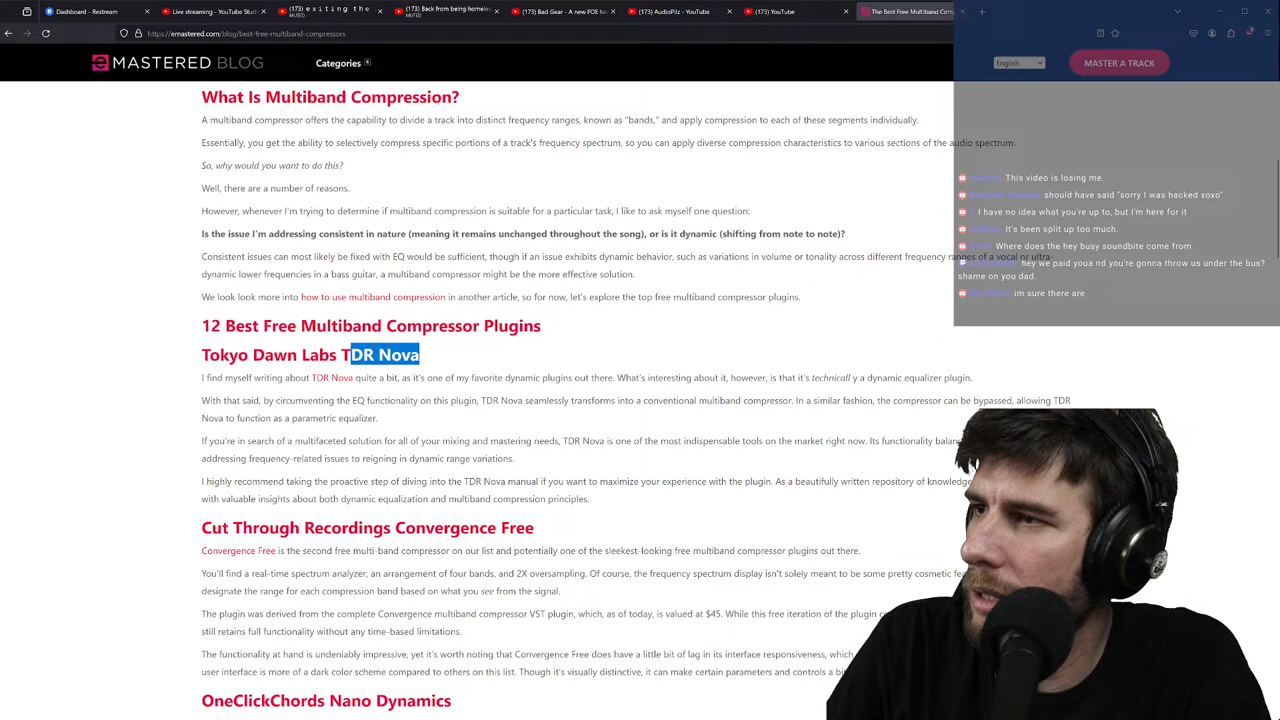 Dashboard - Restream
Live streaming - YouTube Stud
(173) e x i t i n g  t h e
MUTED
(173) Back from being homeles
MUTED
(173) Bad Gear - A new FOE ha
(173) AudioPilz - YouTube
(173) YouTube
The Best Free Multiband Com
MUTED
https://emastered.com/blog/best-free-multiband-compressors
MASTERED BLOG
Categories
English
MASTER A TRACK
What Is Multiband Compression?
A multiband compressor offers the capability to divide a track into distinct frequency ranges, known as "bands," and apply compression to each of these segments individually.
Essentially, you get the ability to selectively compress specific portions of a track's frequency spectrum, so you can apply diverse compression characteristics to various sections of the audio spectrum.
So, why would you want to do this?
Well, there are a number of reasons.
However, whenever I'm trying to determine if multiband compression is suitable for a particular task, I like to ask myself one question:
Is the issue I'm addressing consistent in nature (meaning it remains unchanged throughout the song), or is it dynamic (shifting from note to note)?
Consistent issues can most likely be fixed with EQ would be sufficient, though if an issue exhibits dynamic behavior, such as variations in volume or tonality across different frequency ranges of a vocal or ultra-
dynamic lower frequencies in a bass guitar, a multiband compressor might be the more effective solution.
We look look more into how to use multiband compression in another article, so for now, let's explore the top free multiband compressor plugins.
This video is losing me.
should have said "sorry I was hacked xoxo"
I have no idea what you're up to, but I'm here for it
It's been split up too much.
Where does the hey busy soundbite come from
hey we paid youa nd you're gonna throw us under the bus?
shame on you dad.
im sure there are
12 Best Free Multiband Compressor Plugins
Tokyo Dawn Labs TDR Nova
I find myself writing about TDR Nova quite a bit, as it's one of my favorite dynamic plugins out there. What's interesting about it, however, is that it's technicall y a dynamic equalizer plugin.
With that said, by circumventing the EQ functionality on this plugin, TDR Nova seamlessly transforms into a conventional multiband compressor. In a similar fashion, the compressor can be bypassed, allowing TDR
Nova to function as a parametric equalizer.
If you're in search of a multifaceted solution for all of your mixing and mastering needs, TDR Nova is one of the most indispensable tools on the market right now. Its functionality balan
addressing frequency-related issues to reigning in dynamic range variations.
I highly recommend taking the proactive step of diving into the TDR Nova manual if you want to maximize your experience with the plugin. As a beautifully written repository of knowledge
with valuable insights about both dynamic equalization and multiband compression principles.
Cut Through Recordings Convergence Free
Convergence Free is the second free multi-band compressor on our list and potentially one of the sleekest-looking free multiband compressor plugins out there.
You'll find a real-time spectrum analyzer, an arrangement of four bands, and 2X oversampling. Of course, the frequency spectrum display isn't solely meant to be some pretty cosmetic fea
designate the range for each compression band based on what you see from the signal.
The plugin was derived from the complete Convergence multiband compressor VST plugin, which, as of today, is valued at $45. While this free iteration of the plugin c
still retains full functionality without any time-based limitations.
The functionality at hand is undeniably impressive, yet it's worth noting that Convergence Free does have a little bit of lag in its interface responsiveness, which
user interface is more of a dark color scheme compared to others on this list. Though it's visually distinctive, it can make certain parameters and controls a bi
OneClickChords Nano Dynamics